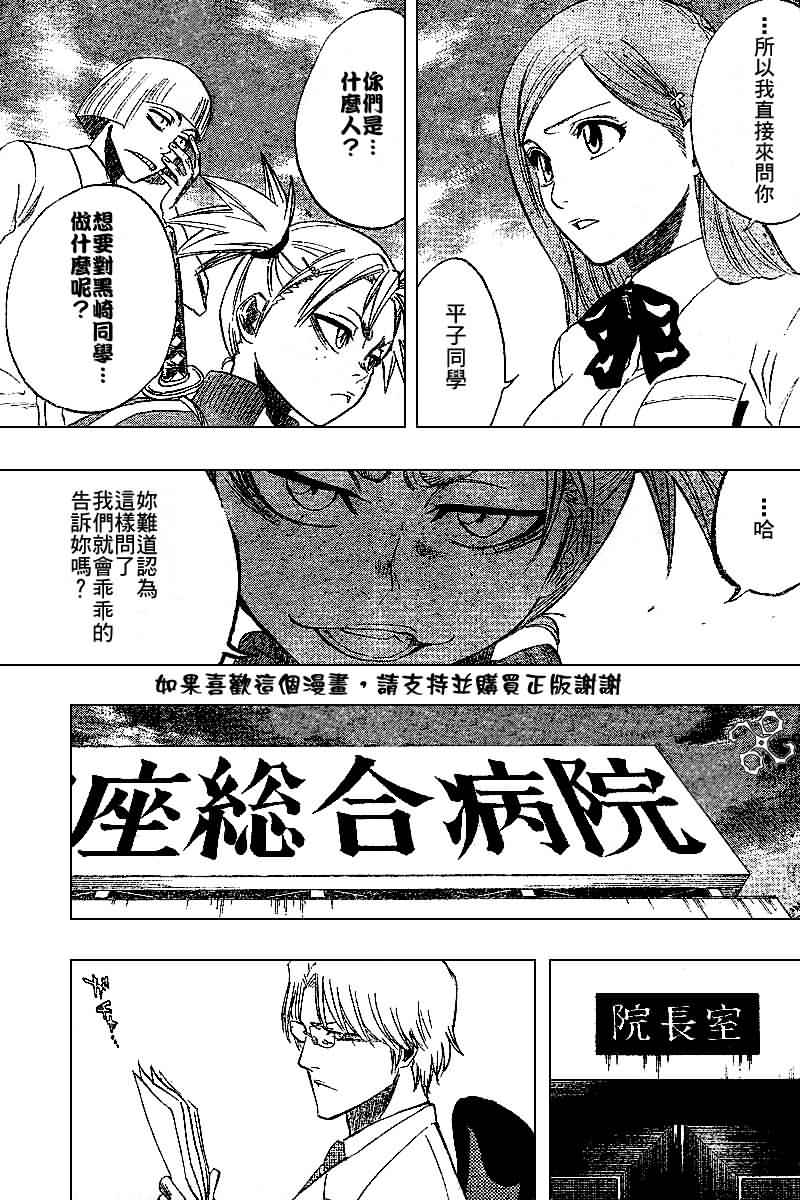 …所以我直接來問你
平子同學
你們是…
什麼人？
想要對黑崎同學…
做什麼呢？
…哈
妳難道認為
這樣問了
我們就會乖乖的
告訴妳嗎？
如果喜歡這個漫畫，請支持並購買正版謝謝
座総合病院
院長室